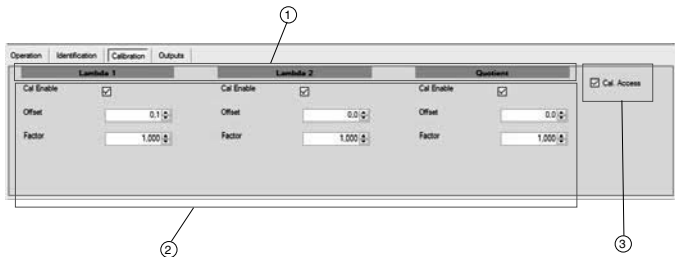 1
Operation Identification Calibration Outputs
Lambda 1 Lambda 2 Quotient
Cal. Access
Cal Enable Cal Enable Cal Enable
Offset 0,1 Offset 0,0 Offset 0,0
Factor 1,000 Factor 1,000 Factor 1,000
2 3